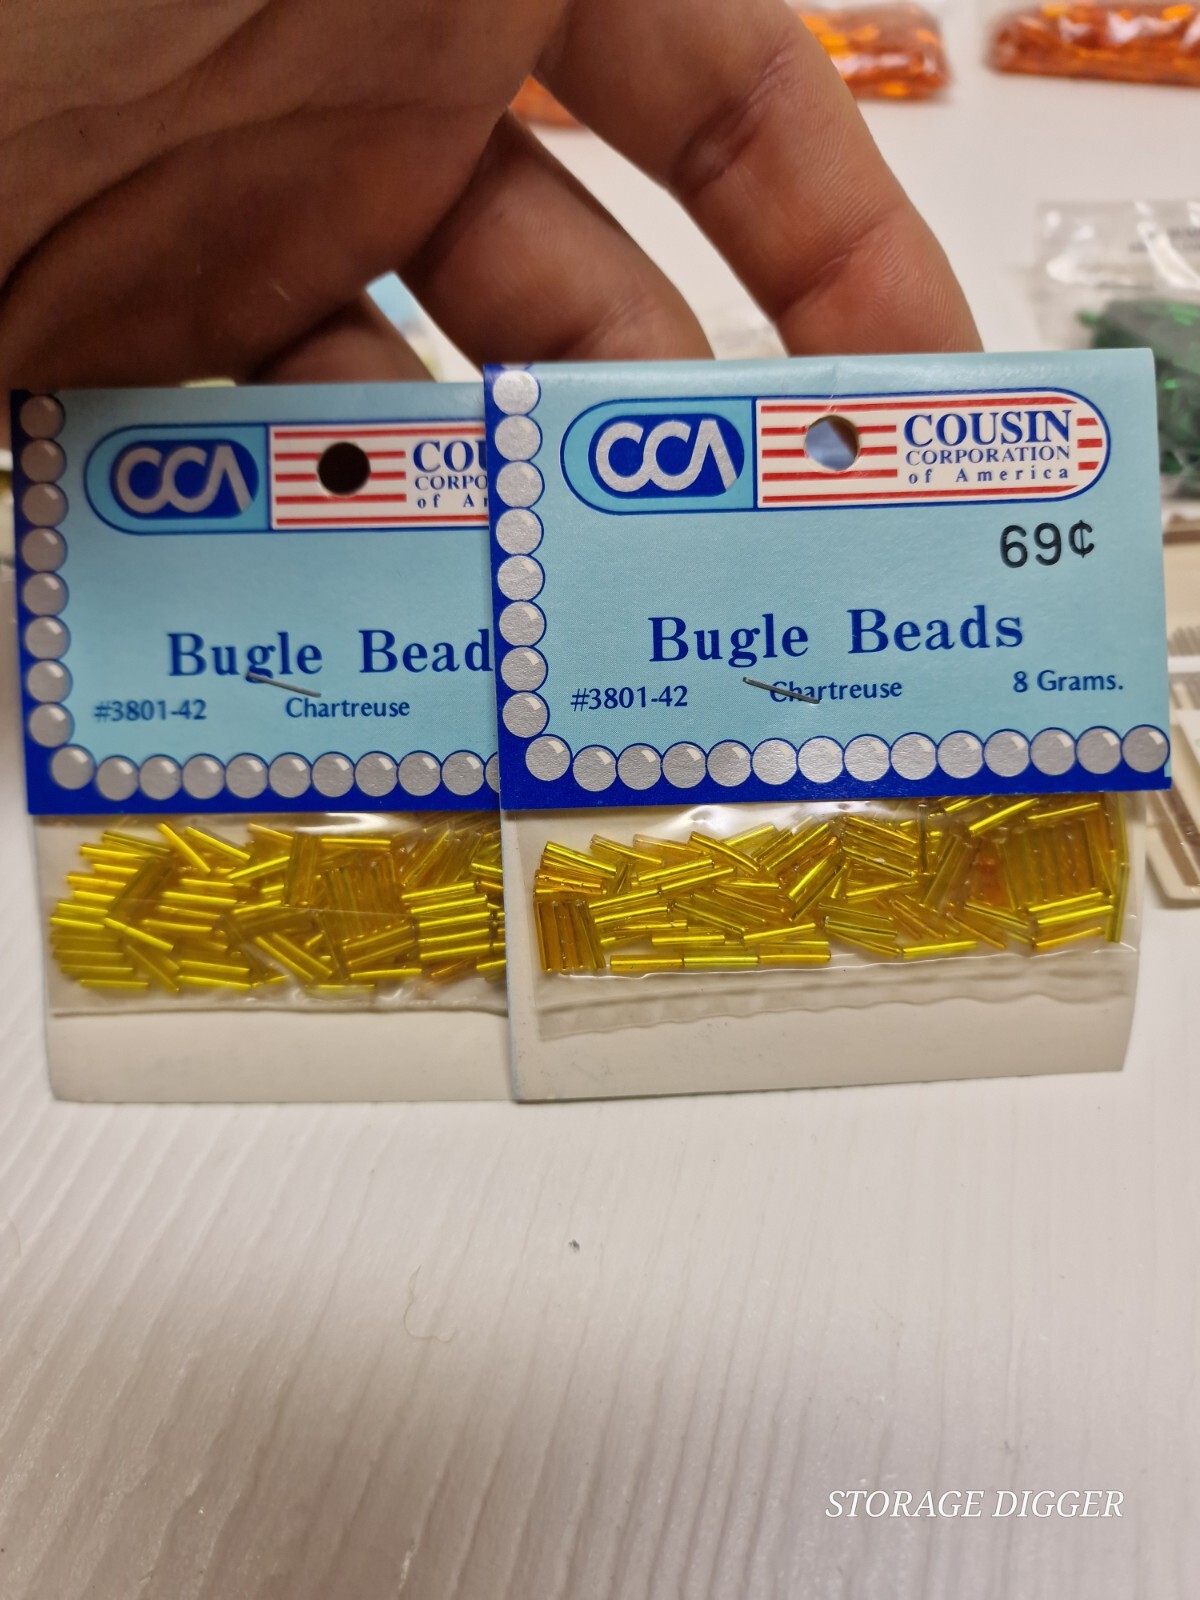 CCA
COU
CORPO
of A
Bugle Bead
#3801-42
Chartreuse
CCA
COUSIN
CORPORATION
of America
69¢
Bugle Beads
#3801-42 Chartreuse 8 Grams.
STORAGE DIGGER